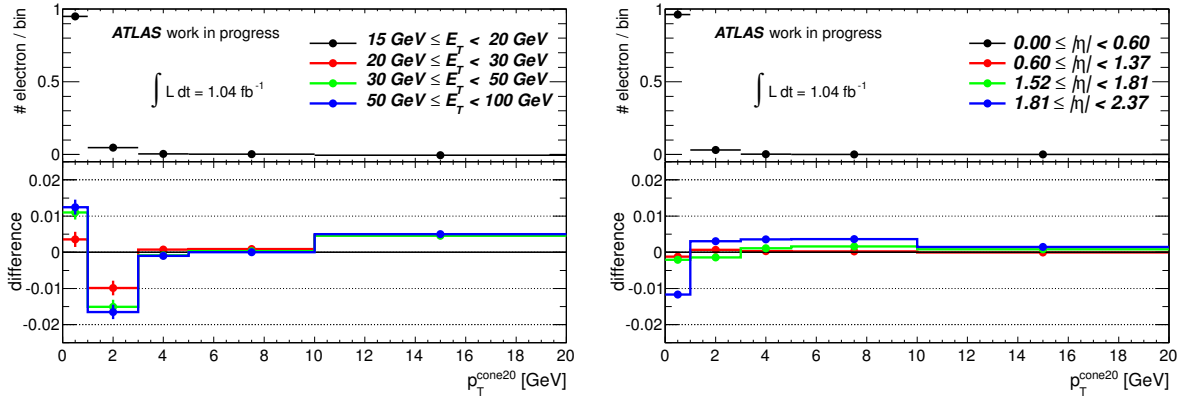 # electron / bin
1
0.5
0
ATLAS work in progress
∫ L dt = 1.04 fb⁻¹
15 GeV ≤ E_T < 20 GeV
20 GeV ≤ E_T < 30 GeV
30 GeV ≤ E_T < 50 GeV
50 GeV ≤ E_T < 100 GeV
difference
0.02
0.01
0
-0.01
-0.02
0 2 4 6 8 10 12 14 16 18 20
p_T^cone20 [GeV]
# electron / bin
1
0.5
0
ATLAS work in progress
∫ L dt = 1.04 fb⁻¹
0.00 ≤ |η| < 0.60
0.60 ≤ |η| < 1.37
1.52 ≤ |η| < 1.81
1.81 ≤ |η| < 2.37
difference
0.02
0.01
0
-0.01
-0.02
0 2 4 6 8 10 12 14 16 18 20
p_T^cone20 [GeV]